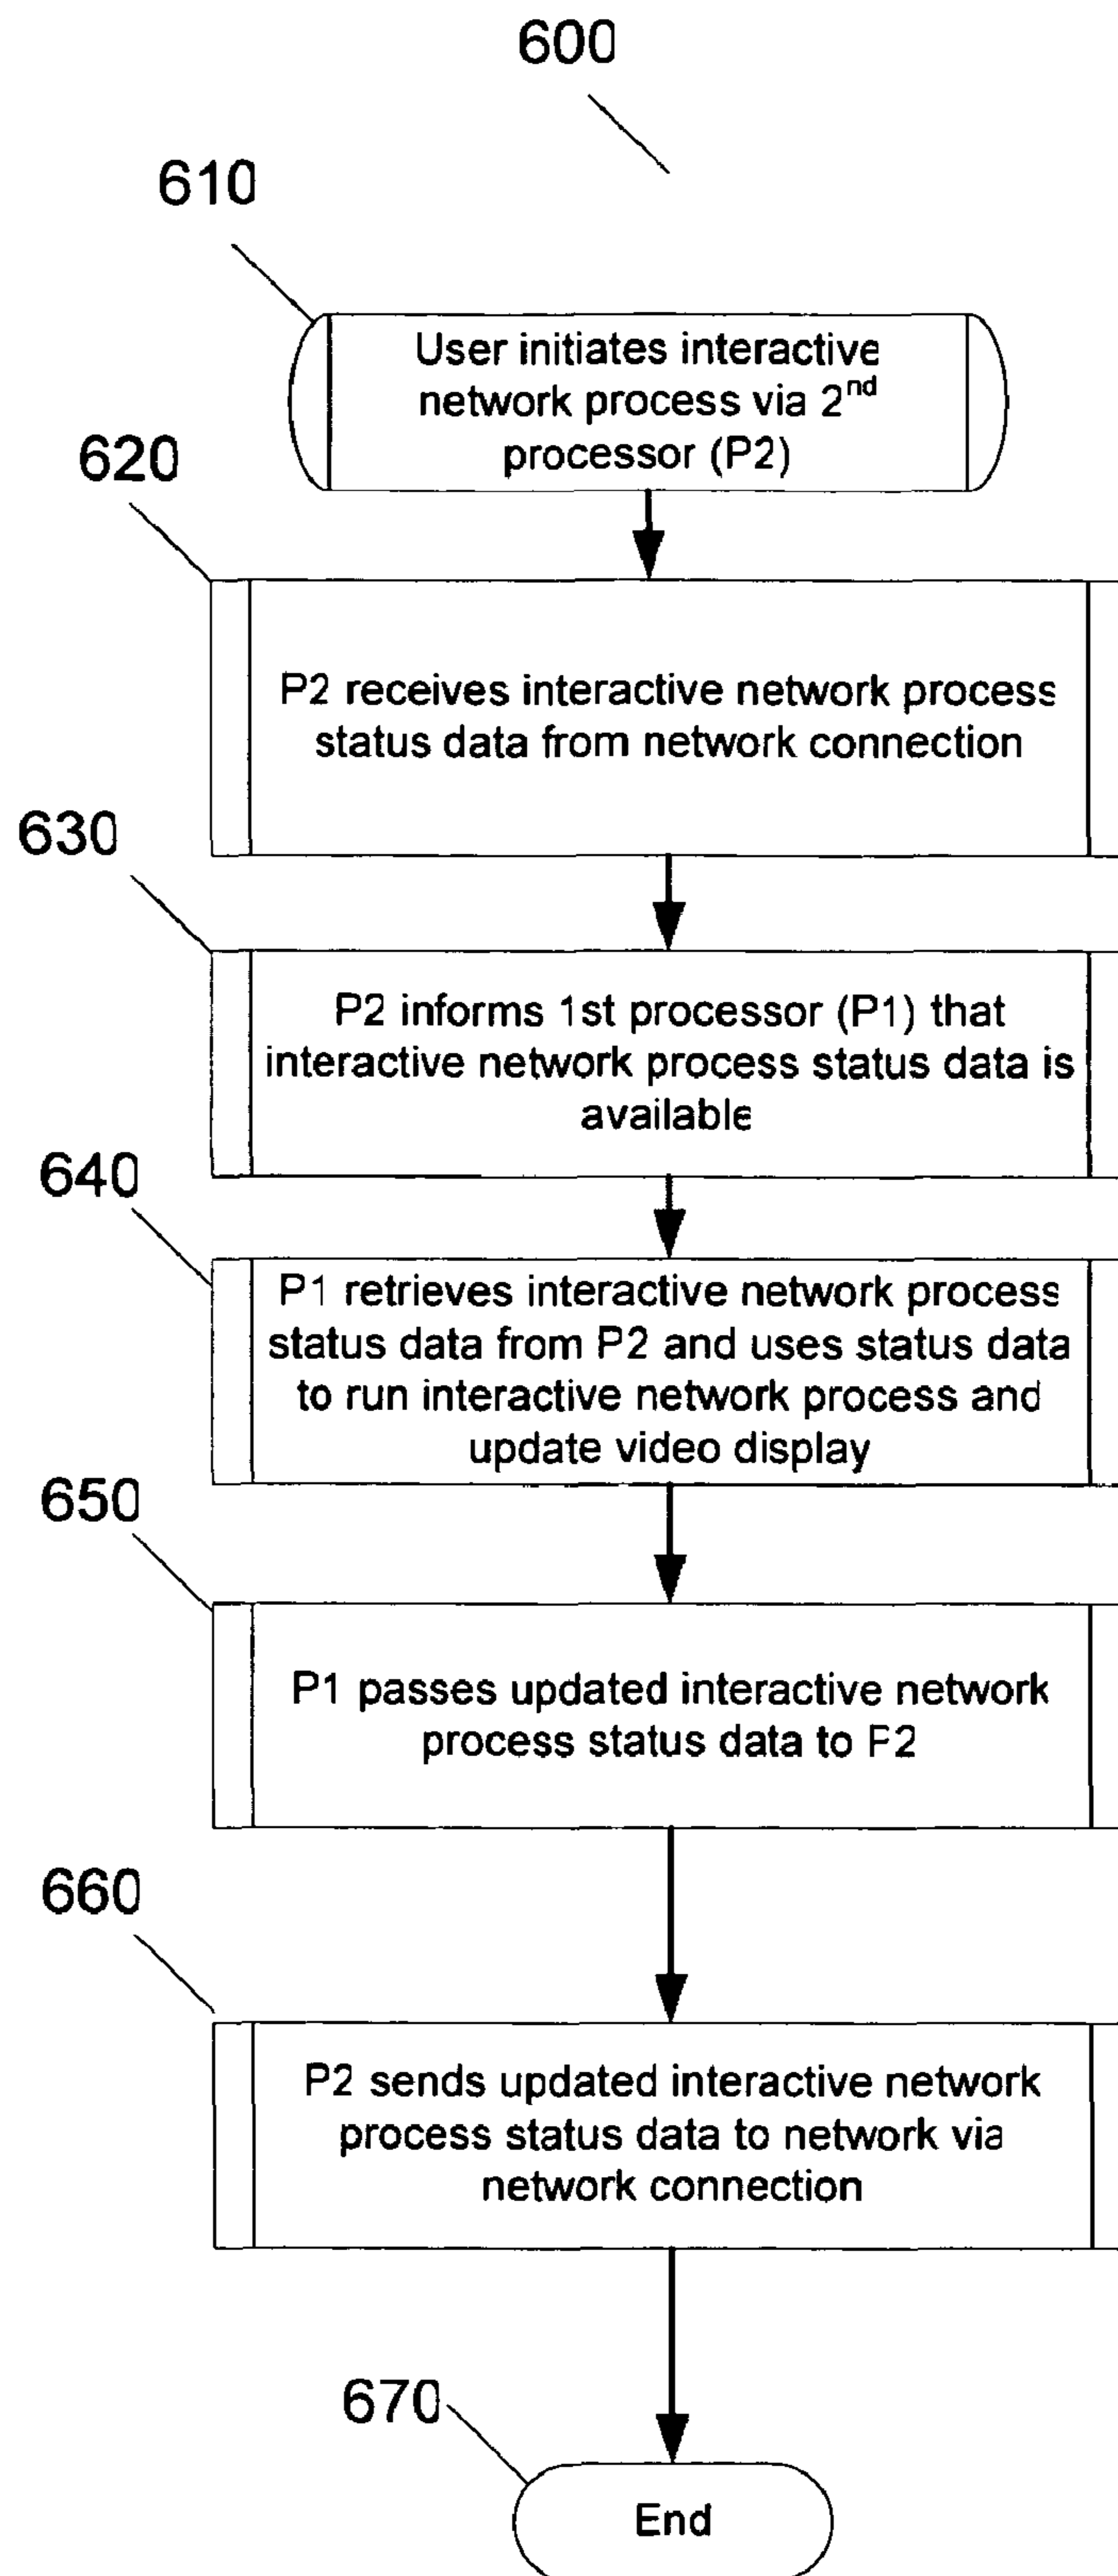 600
610
User initiates interactive
network process via 2nd
processor (P2)
620
P2 receives interactive network process
status data from network connection
630
P2 informs 1st processor (P1) that
interactive network process status data is
available
640
P1 retrieves interactive network process
status data from P2 and uses status data
to run interactive network process and
update video display
650
P1 passes updated interactive network
process status data to P2
660
P2 sends updated interactive network
process status data to network via
network connection
670
End